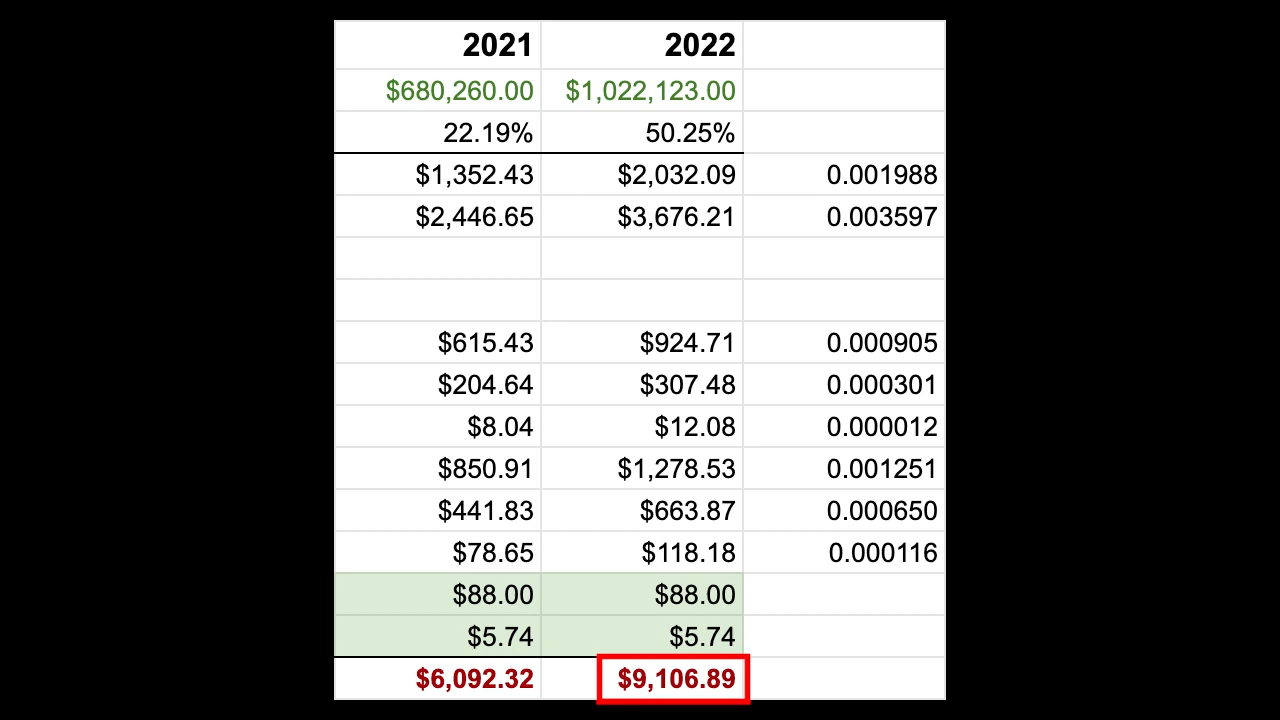 2021 2022
$680,260.00 $1,022,123.00
22.19% 50.25%
$1,352.43 $2,032.09 0.001988
$2,446.65 $3,676.21 0.003597
$615.43 $924.71 0.000905
$204.64 $307.48 0.000301
$8.04 $12.08 0.000012
$850.91 $1,278.53 0.001251
$441.83 $663.87 0.000650
$78.65 $118.18 0.000116
$88.00 $88.00
$5.74 $5.74
$6,092.32 $9,106.89